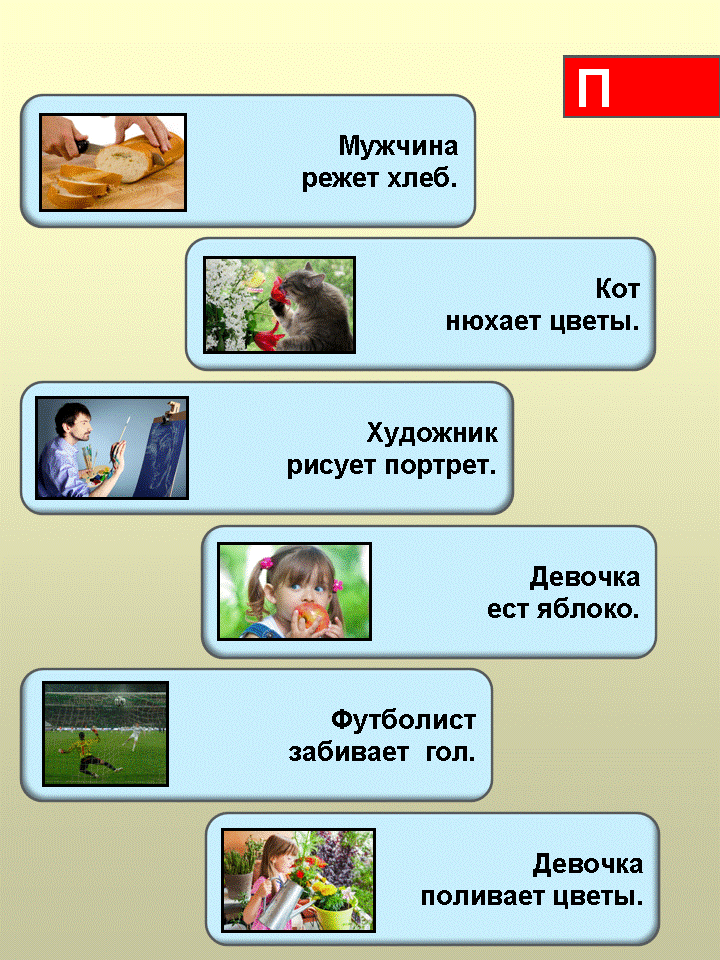 П
Мужчина
режет хлеб.
Кот
нюхает цветы.
Художник
рисует портрет.
Девочка
ест яблоко.
Футболист
забивает  гол.
Девочка
поливает цветы.